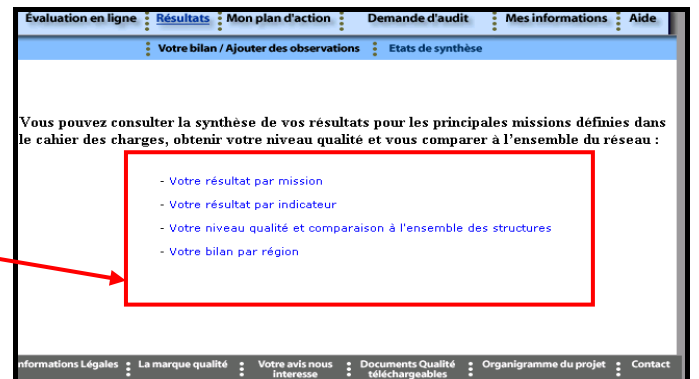 Évaluation en ligne Résultats Mon plan d'action Demande d'audit Mes informations Aide
Votre bilan / Ajouter des observations Etats de synthèse
Vous pouvez consulter la synthèse de vos résultats pour les principales missions définies dans
le cahier des charges, obtenir votre niveau qualité et vous comparer à l'ensemble du réseau :
- Votre résultat par mission
- Votre résultat par indicateur
- Votre niveau qualité et comparaison à l'ensemble des structures
- Votre bilan par région
nformations Légales La marque qualité Votre avis nous interesse Documents Qualité téléchargeables Organigramme du projet Contact